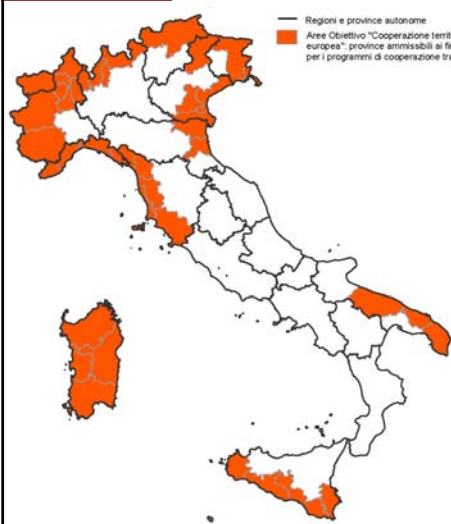 Regioni e province autonome
Aree Obiettivo "Cooperazione
europea": province ammissibili ai
per i programmi di cooperazione